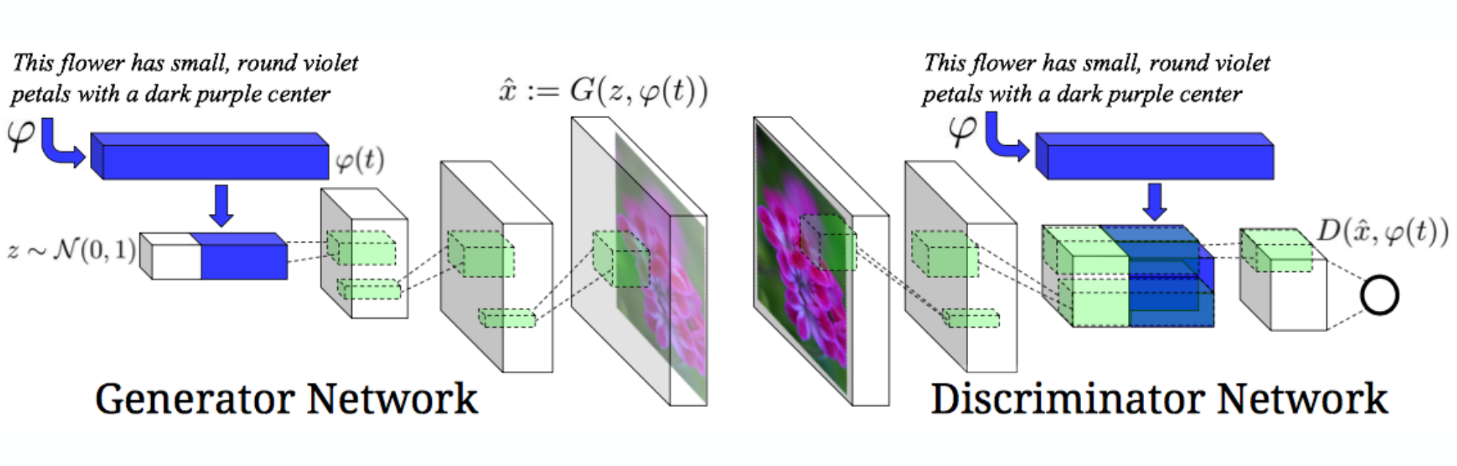 This flower has small, round violet
petals with a dark purple center
φ
φ(t)
z ∼ 𝒩(0, 1)
x̂ := G(z, φ(t))
Generator Network
This flower has small, round violet
petals with a dark purple center
φ
D(x̂, φ(t))
Discriminator Network